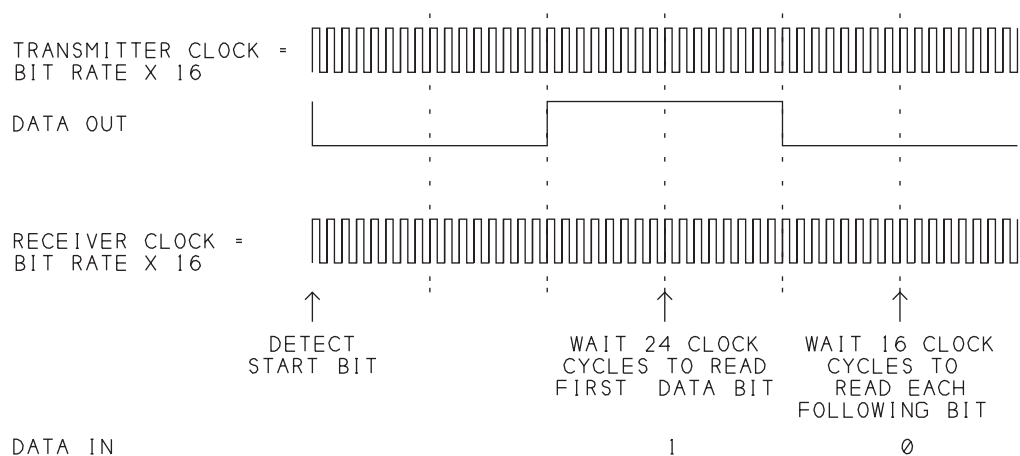 TRANSMITTER CLOCK =
BIT RATE X 16
DATA OUT
RECEIVER CLOCK =
BIT RATE X 16
DETECT
START BIT
WAIT 24 CLOCK
CYCLES TO READ
FIRST DATA BIT
WAIT 16 CLOCK
CYCLES TO
READ EACH
FOLLOWING BIT
DATA IN 1 0